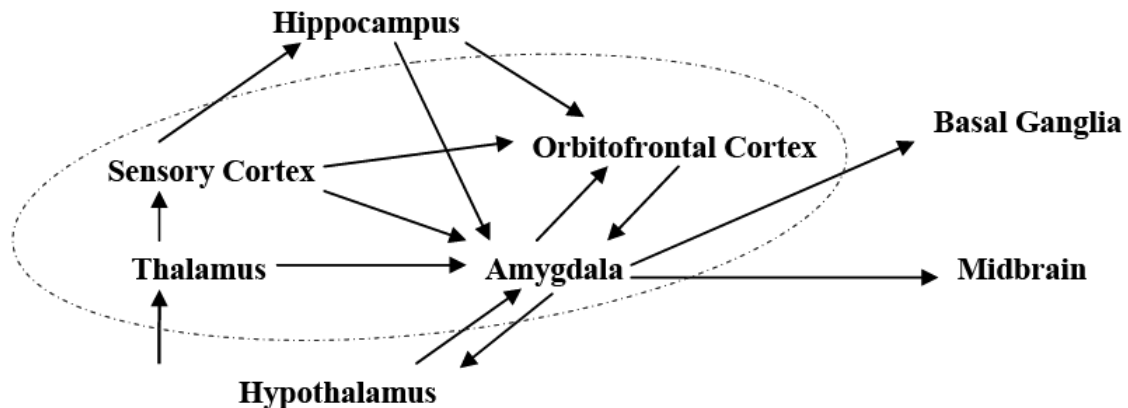 Hippocampus
Basal Ganglia
Orbitofrontal Cortex
Sensory Cortex
Thalamus
Amygdala
Midbrain
Hypothalamus